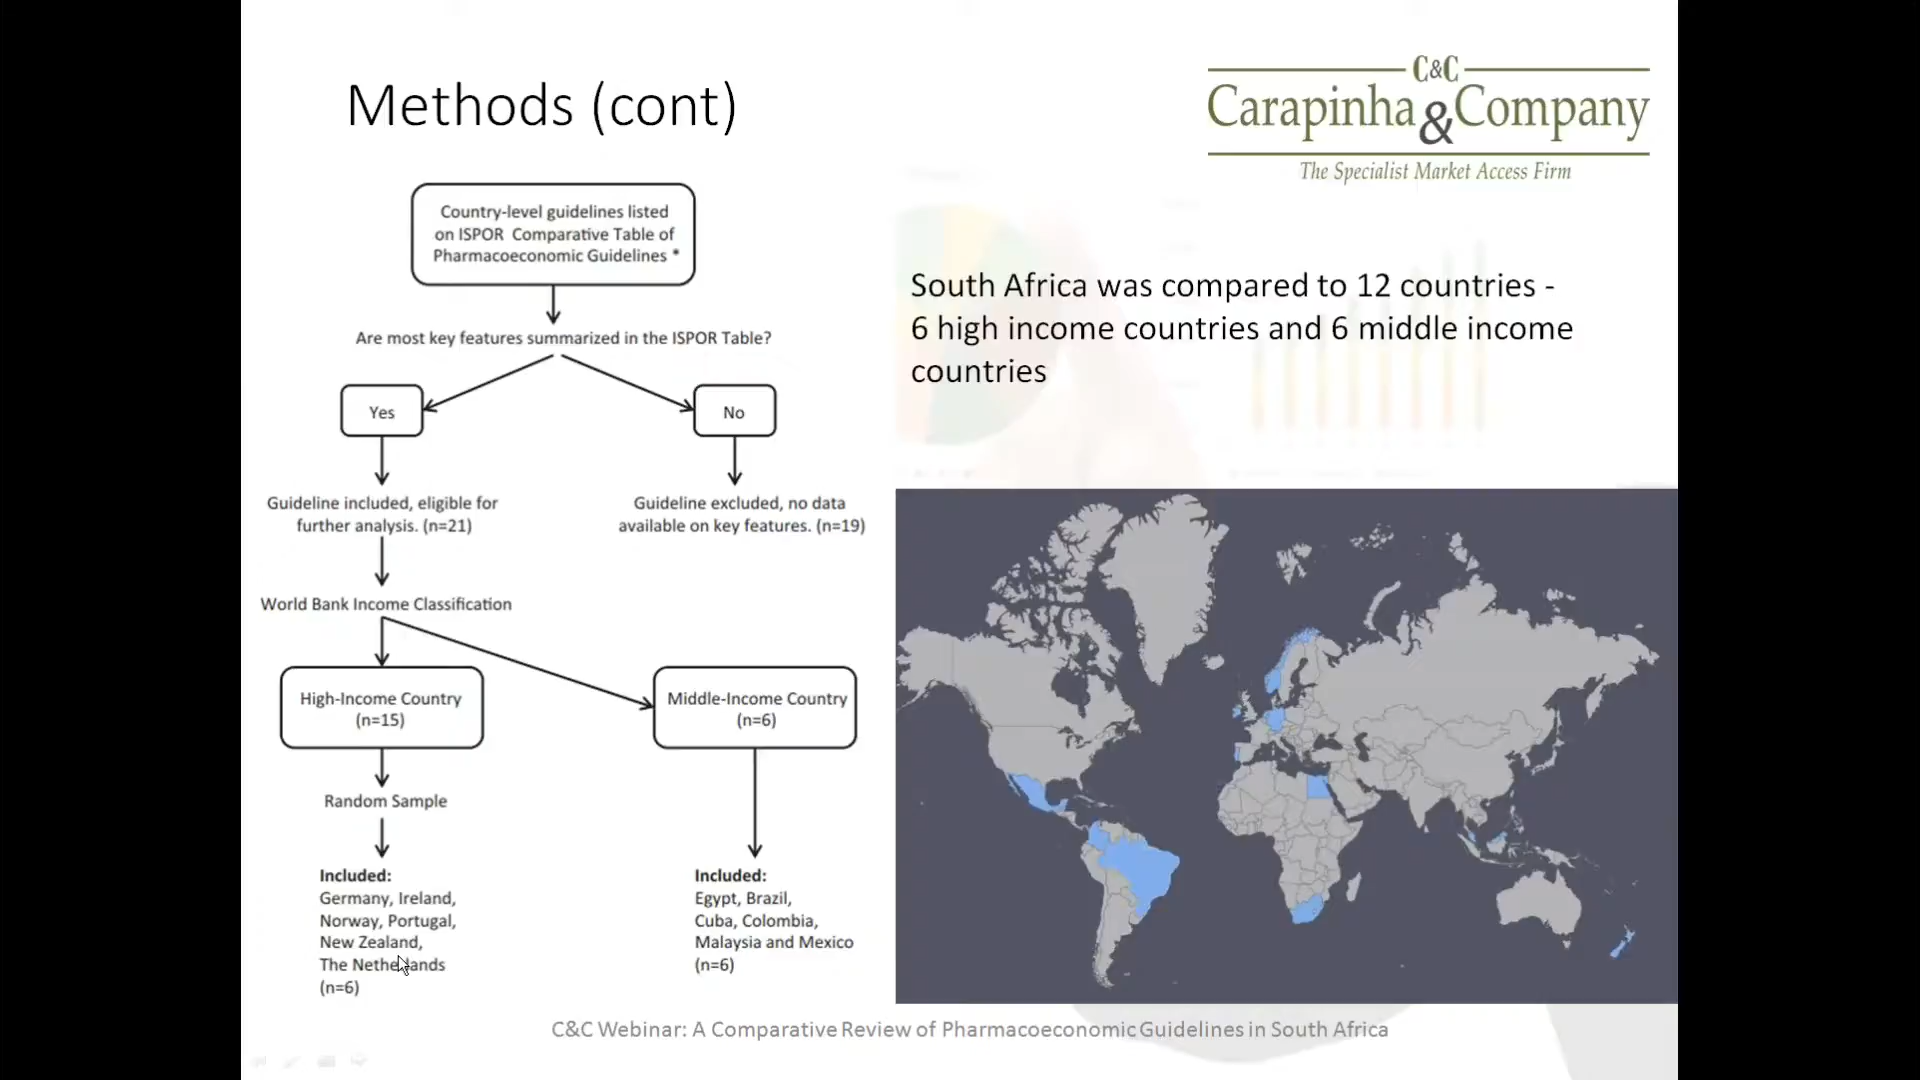 Methods (cont)
C&C
Carapinha & Company
The Specialist Market Access Firm
Country-level guidelines listed
on ISPOR Comparative Table of
Pharmacoeconomic Guidelines *
Are most key features summarized in the ISPOR Table?
Yes
No
Guideline included, eligible for
further analysis. (n=21)
Guideline excluded, no data
available on key features. (n=19)
World Bank Income Classification
High-Income Country
(n=15)
Middle-Income Country
(n=6)
Random Sample
Included:
Germany, Ireland,
Norway, Portugal,
New Zealand,
The Netherlands
(n=6)
Included:
Egypt, Brazil,
Cuba, Colombia,
Malaysia and Mexico
(n=6)
South Africa was compared to 12 countries -
6 high income countries and 6 middle income
countries
C&C Webinar: A Comparative Review of Pharmacoeconomic Guidelines in South Africa